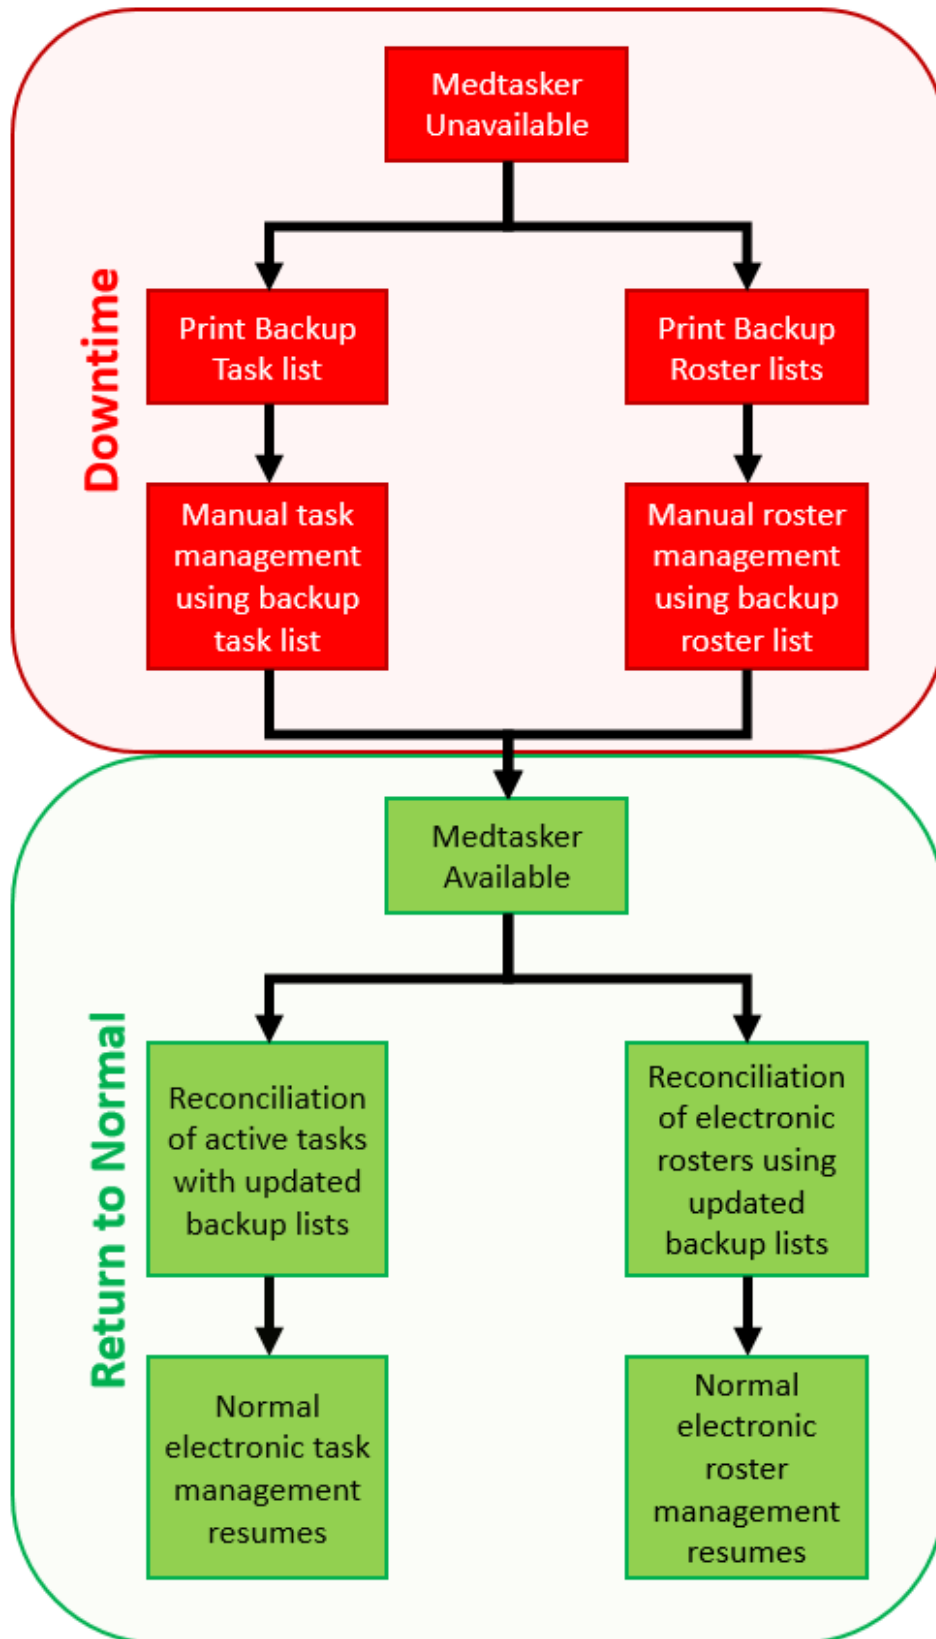 Medtasker
Unavailable
Downtime
Print Backup
Task list
Print Backup
Roster lists
Manual task
management
using backup
task list
Manual roster
management
using backup
roster list
Medtasker
Available
Return to Normal
Reconciliation
of active tasks
with updated
backup lists
Reconciliation
of electronic
rosters using
updated
backup lists
Normal
electronic task
management
resumes
Normal
electronic
roster
management
resumes